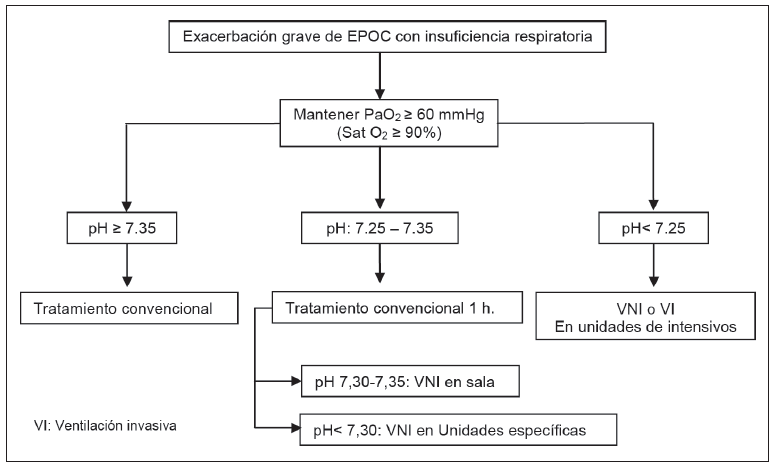 Exacerbación grave de EPOC con insuficiencia respiratoria
Mantener PaO₂ ≥ 60 mmHg
(Sat O₂ ≥ 90%)
pH ≥ 7.35
pH: 7.25 – 7.35
pH< 7.25
Tratamiento convencional
Tratamiento convencional 1 h.
VNI o VI
En unidades de intensivos
pH 7,30-7,35: VNI en sala
pH< 7,30: VNI en Unidades específicas
VI: Ventilación invasiva